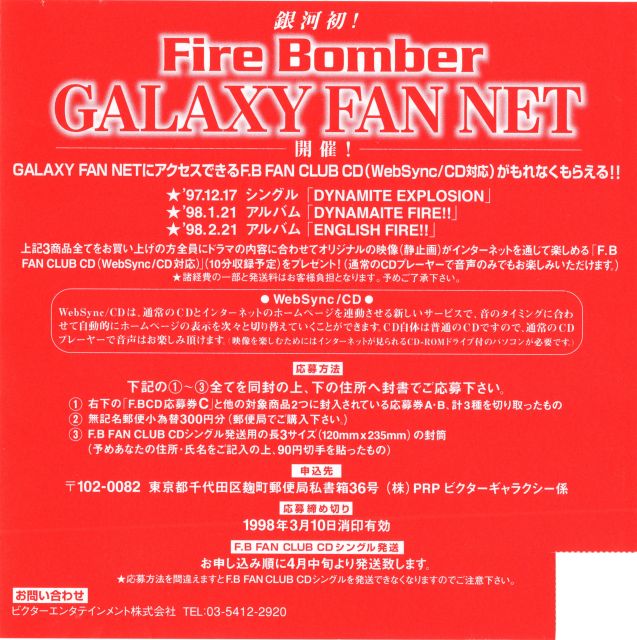 銀河初！
Fire Bomber
GALAXY FAN NET
開催！
GALAXY FAN NETにアクセスできるF.B FAN CLUB CD（WebSync/CD対応）がもれなくもらえる!!
★'97.12.17 シングル「DYNAMITE EXPLOSION」
★'98.1.21 アルバム「DYNAMAITE FIRE!!」
★'98.2.21 アルバム「ENGLISH FIRE!!」
上記3商品全てをお買い上げの方全員にドラマの内容に合わせてオリジナルの映像（静止画）がインターネットを通じて楽しめる「F.B
FAN CLUB CD（WebSync/CD対応）」（10分収録予定）をプレゼント！（通常のCDプレーヤーで音声のみでもお楽しみいただけます。）
★諸経費の一部と発送料はお客様負担となります。予めご了承下さい。
● WebSync/CD ●
WebSync/CDは、通常のCDとインターネットのホームページを連動させる新しいサービスで、音のタイミングに合わ
せて自動的にホームページの表示を次々と切り替えていくことができます。CD自体は普通のCDですので、通常のCD
プレーヤーで音声はお楽しみ頂けます。（映像を楽しむためにはインターネットが見られるCD-ROMドライブ付のパソコンが必要です。）
応募方法
下記の①〜③全てを同封の上、下の住所へ封書でご応募下さい。
① 右下の「F.BCD応募券C」と他の対象商品2つに封入されている応募券A・B、計3種を切り取ったもの
② 無記名郵便小為替300円分（郵便局でご購入下さい。）
③ F.B FAN CLUB CDシングル発送用の長3サイズ（120mmx235mm）の封筒
（予めあなたの住所・氏名をご記入の上、90円切手を貼ったもの）
申込先
〒102-0082 東京都千代田区麹町郵便局私書箱36号（株）PRP ビクターギャラクシー係
応募締め切り
1998年3月10日消印有効
F.B FAN CLUB CDシングル発送
お申し込み順に4月中旬より発送致します。
★応募方法を間違えますとF.B FAN CLUB CDシングルを発送できなくなりますのでご注意下さい。
お問い合わせ
ビクターエンタテインメント株式会社 TEL:03-5412-2920